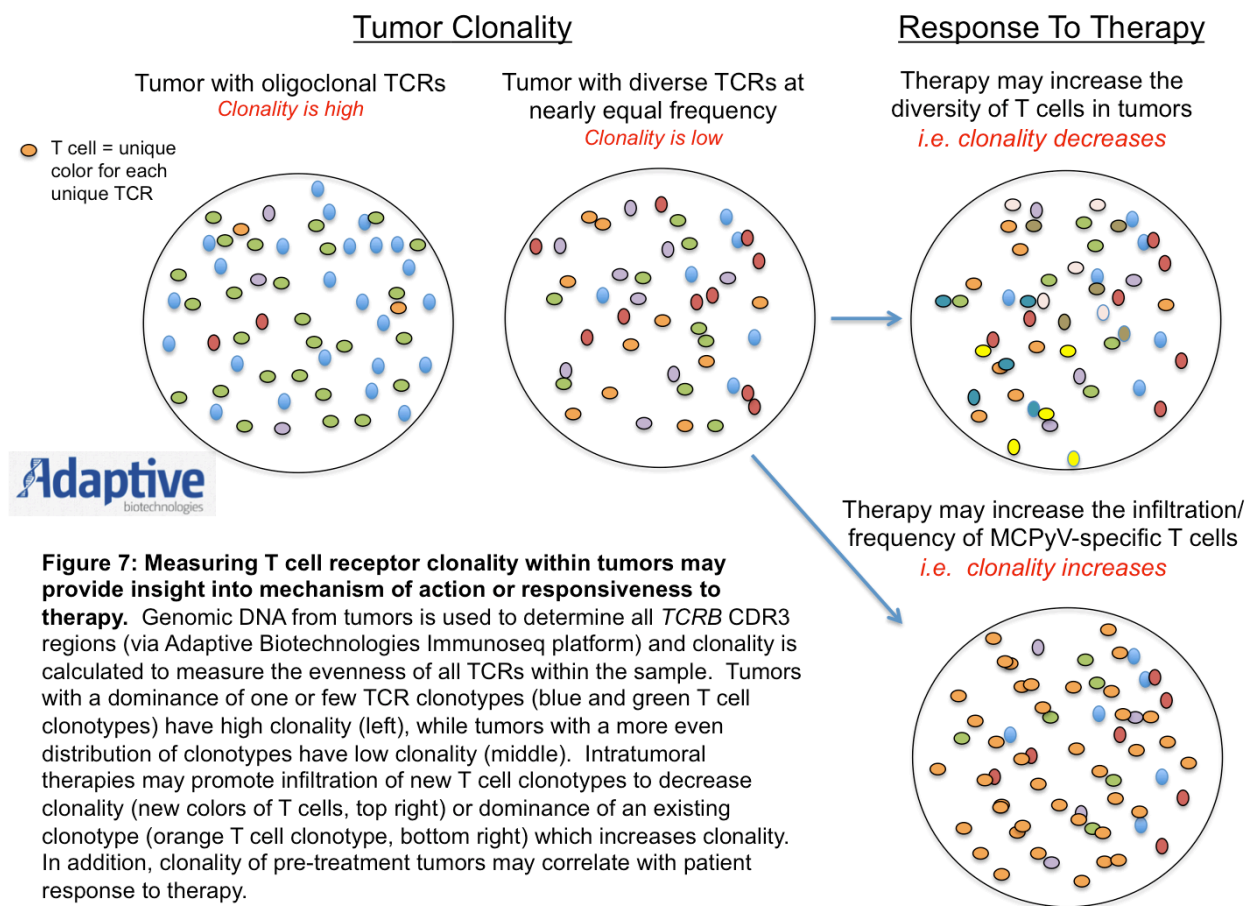 Tumor Clonality
Response To Therapy
Tumor with oligoclonal TCRs
Clonality is high
Tumor with diverse TCRs at
nearly equal frequency
Clonality is low
Therapy may increase the
diversity of T cells in tumors
i.e. clonality decreases
T cell = unique
color for each
unique TCR
Adaptive
biotechnologies
Therapy may increase the infiltration/
frequency of MCPyV-specific T cells
i.e. clonality increases
Figure 7: Measuring T cell receptor clonality within tumors may
provide insight into mechanism of action or responsiveness to
therapy. Genomic DNA from tumors is used to determine all TCRB CDR3
regions (via Adaptive Biotechnologies Immunoseq platform) and clonality is
calculated to measure the evenness of all TCRs within the sample. Tumors
with a dominance of one or few TCR clonotypes (blue and green T cell
clonotypes) have high clonality (left), while tumors with a more even
distribution of clonotypes have low clonality (middle). Intratumoral
therapies may promote infiltration of new T cell clonotypes to decrease
clonality (new colors of T cells, top right) or dominance of an existing
clonotype (orange T cell clonotype, bottom right) which increases clonality.
In addition, clonality of pre-treatment tumors may correlate with patient
response to therapy.